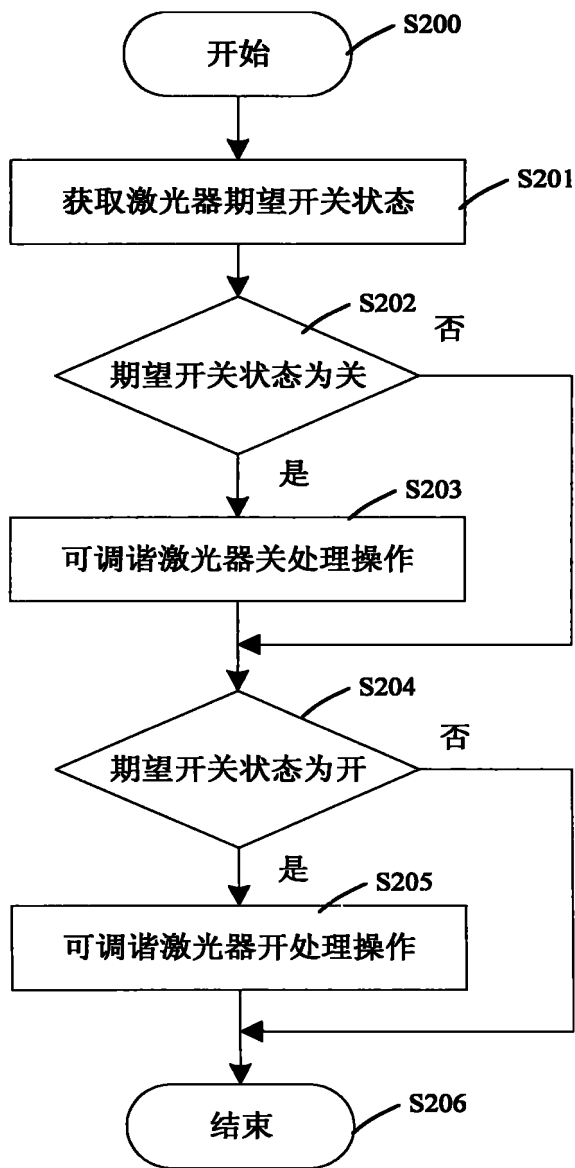 开始
S200
获取激光器期望开关状态
S201
S202
否
期望开关状态为关
是
S203
可调谐激光器关处理操作
S204
否
期望开关状态为开
是
S205
可调谐激光器开处理操作
结束
S206